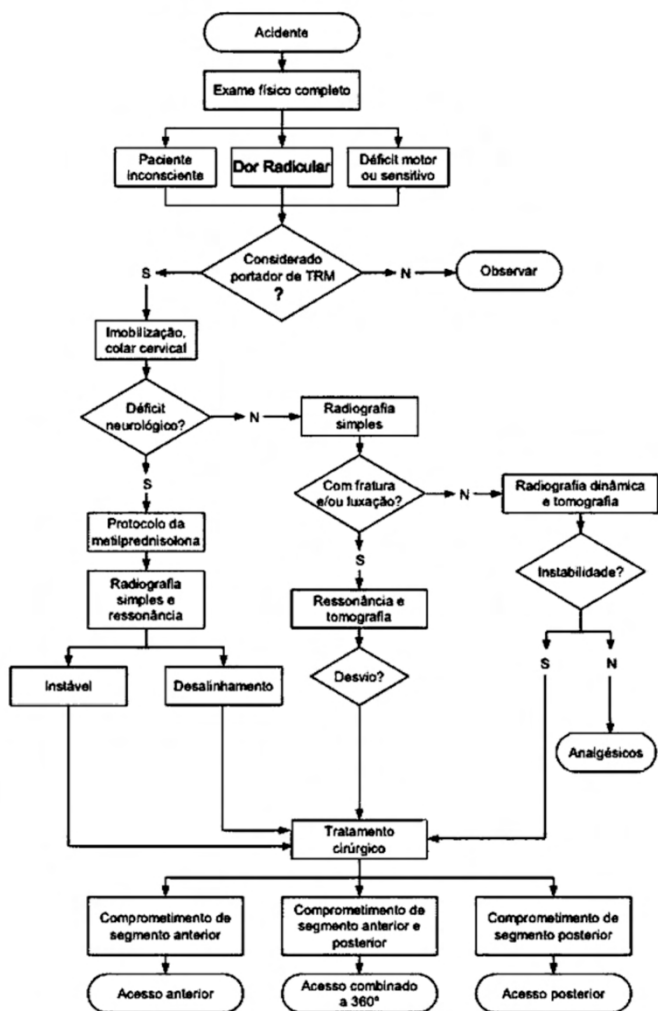 Acidente
Exame físico completo
Paciente
inconsciente
Dor Radicular
Déficit motor
ou sensitivo
Considerado
portador de TRM
?
S
N
Observar
Imobilização,
colar cervical
Déficit
neurológico?
N
Radiografia
simples
S
Com fratura
e/ou luxação?
N
Radiografia dinâmica
e tomografia
Protocolo da
metilprednisolona
S
Instabilidade?
Radiografia
simples e
ressonância
Ressonância e
tomografia
S
N
Instável
Desalinhamento
Desvio?
Analgésicos
Tratamento
cirúrgico
Comprometimento de
segmento anterior
Comprometimento de
segmento anterior e
posterior
Comprometimento de
segmento posterior
Acesso anterior
Acesso combinado
a 360º
Acesso posterior